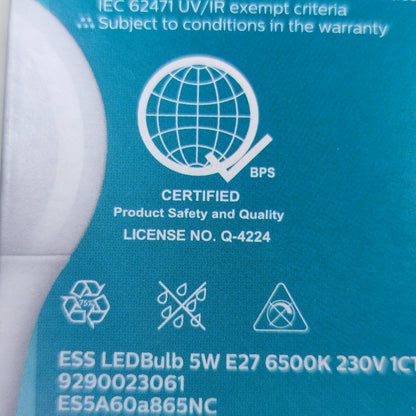 IEC 62471 UV/IR exempt criteria
Subject to conditions in the warranty
BPS
CERTIFIED
Product Safety and Quality
LICENSE NO. Q-4224
75%
ESS LEDBulb 5W E27 6500K 230V 1CT
9290023061
ES5A60a865NC